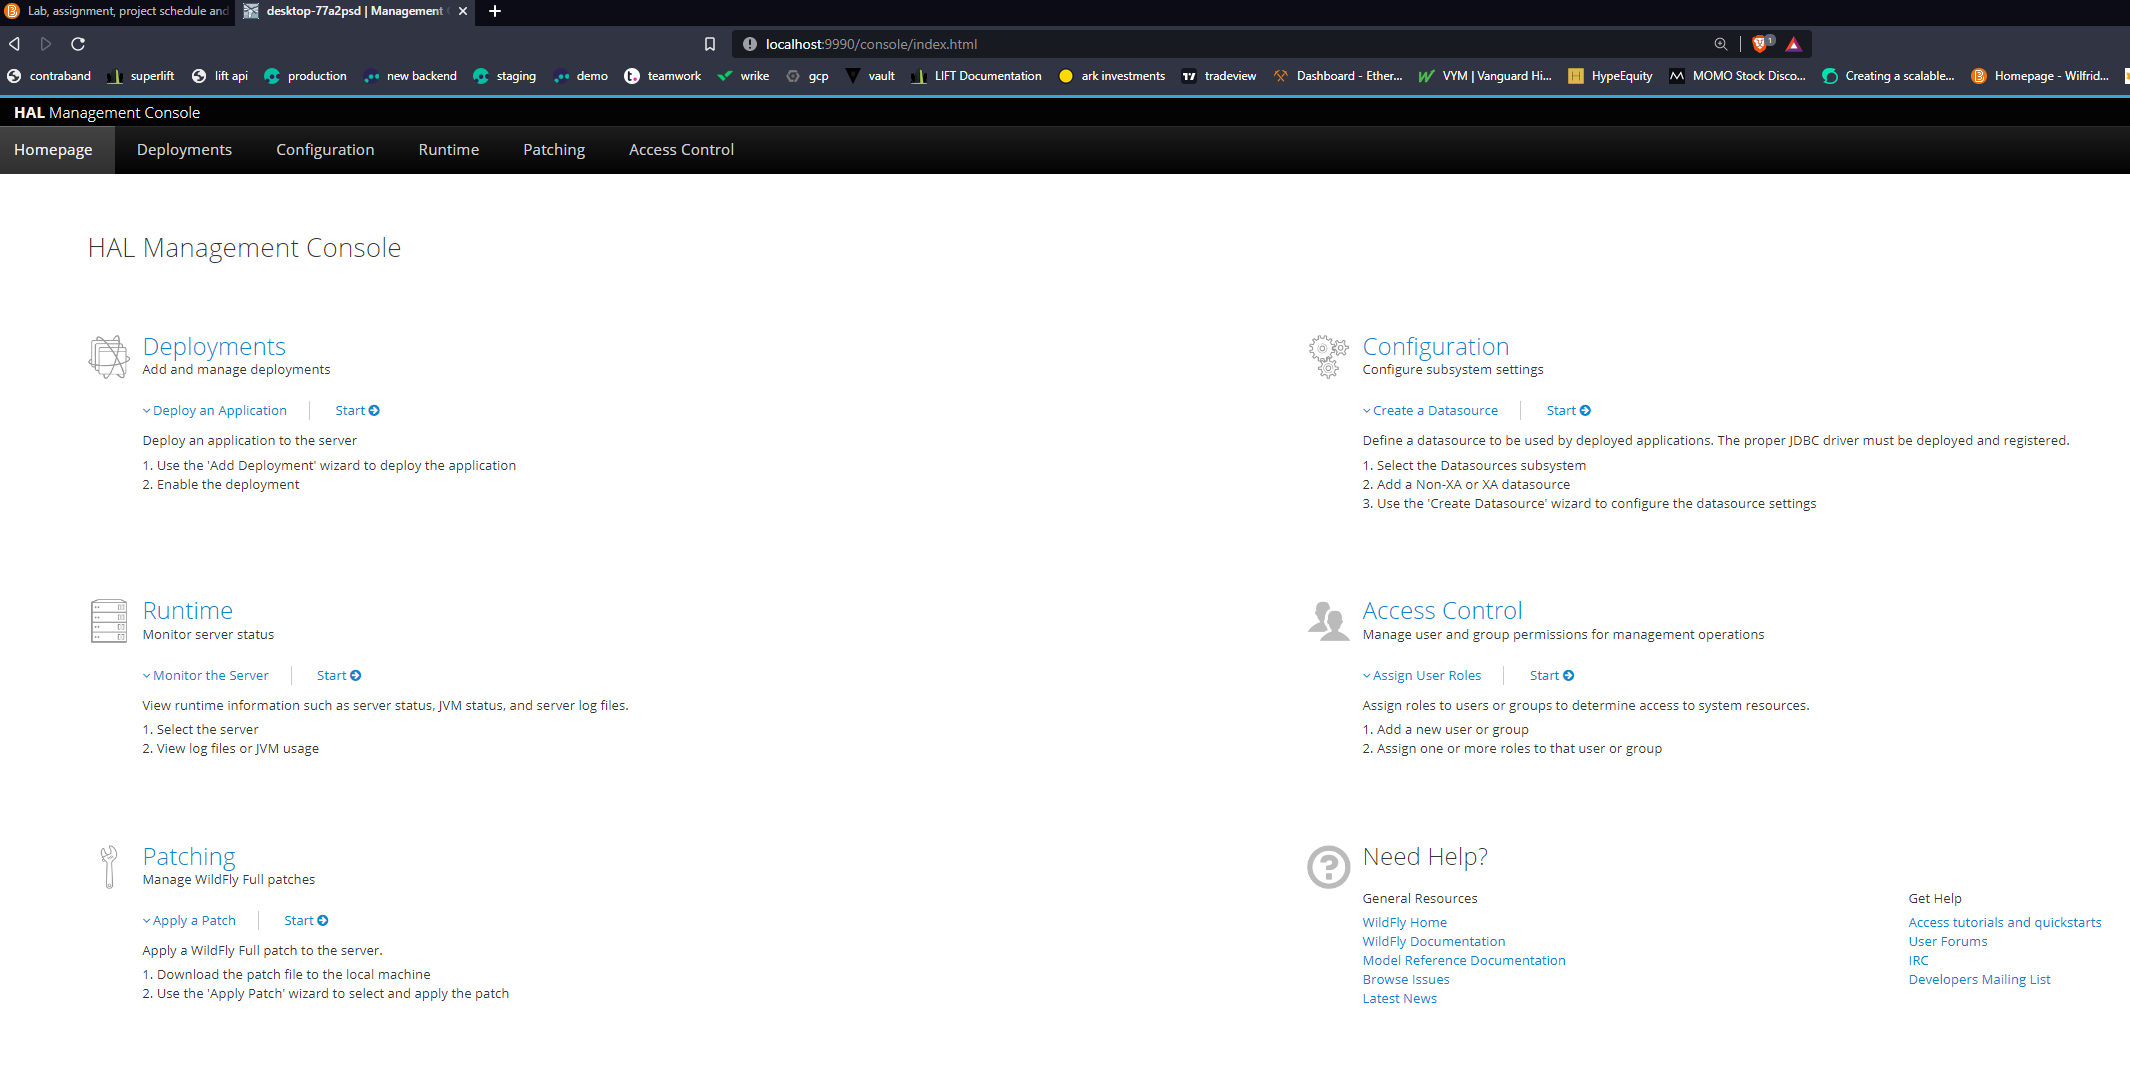 Lab, assignment, project schedule and
desktop-77a2psd | Management
localhost:9990/console/index.html
1
contraband
superlift
lift api
production
new backend
staging
demo
teamwork
wrike
gcp
vault
LIFT Documentation
ark investments
tradeview
Dashboard - Ether...
VYM | Vanguard Hi...
HypeEquity
MOMO Stock Disco...
Creating a scalable...
Homepage - Wilfrid...
HAL Management Console
Homepage
Deployments
Configuration
Runtime
Patching
Access Control
HAL Management Console
Deployments
Add and manage deployments
Deploy an Application
Start
Deploy an application to the server
1. Use the 'Add Deployment' wizard to deploy the application
2. Enable the deployment
Configuration
Configure subsystem settings
Create a Datasource
Start
Define a datasource to be used by deployed applications. The proper JDBC driver must be deployed and registered.
1. Select the Datasources subsystem
2. Add a Non-XA or XA datasource
3. Use the 'Create Datasource' wizard to configure the datasource settings
Runtime
Monitor server status
Monitor the Server
Start
View runtime information such as server status, JVM status, and server log files.
1. Select the server
2. View log files or JVM usage
Access Control
Manage user and group permissions for management operations
Assign User Roles
Start
Assign roles to users or groups to determine access to system resources.
1. Add a new user or group
2. Assign one or more roles to that user or group
Patching
Manage WildFly Full patches
Apply a Patch
Start
Apply a WildFly Full patch to the server.
1. Download the patch file to the local machine
2. Use the 'Apply Patch' wizard to select and apply the patch
Need Help?
General Resources
WildFly Home
WildFly Documentation
Model Reference Documentation
Browse Issues
Latest News
Get Help
Access tutorials and quickstarts
User Forums
IRC
Developers Mailing List